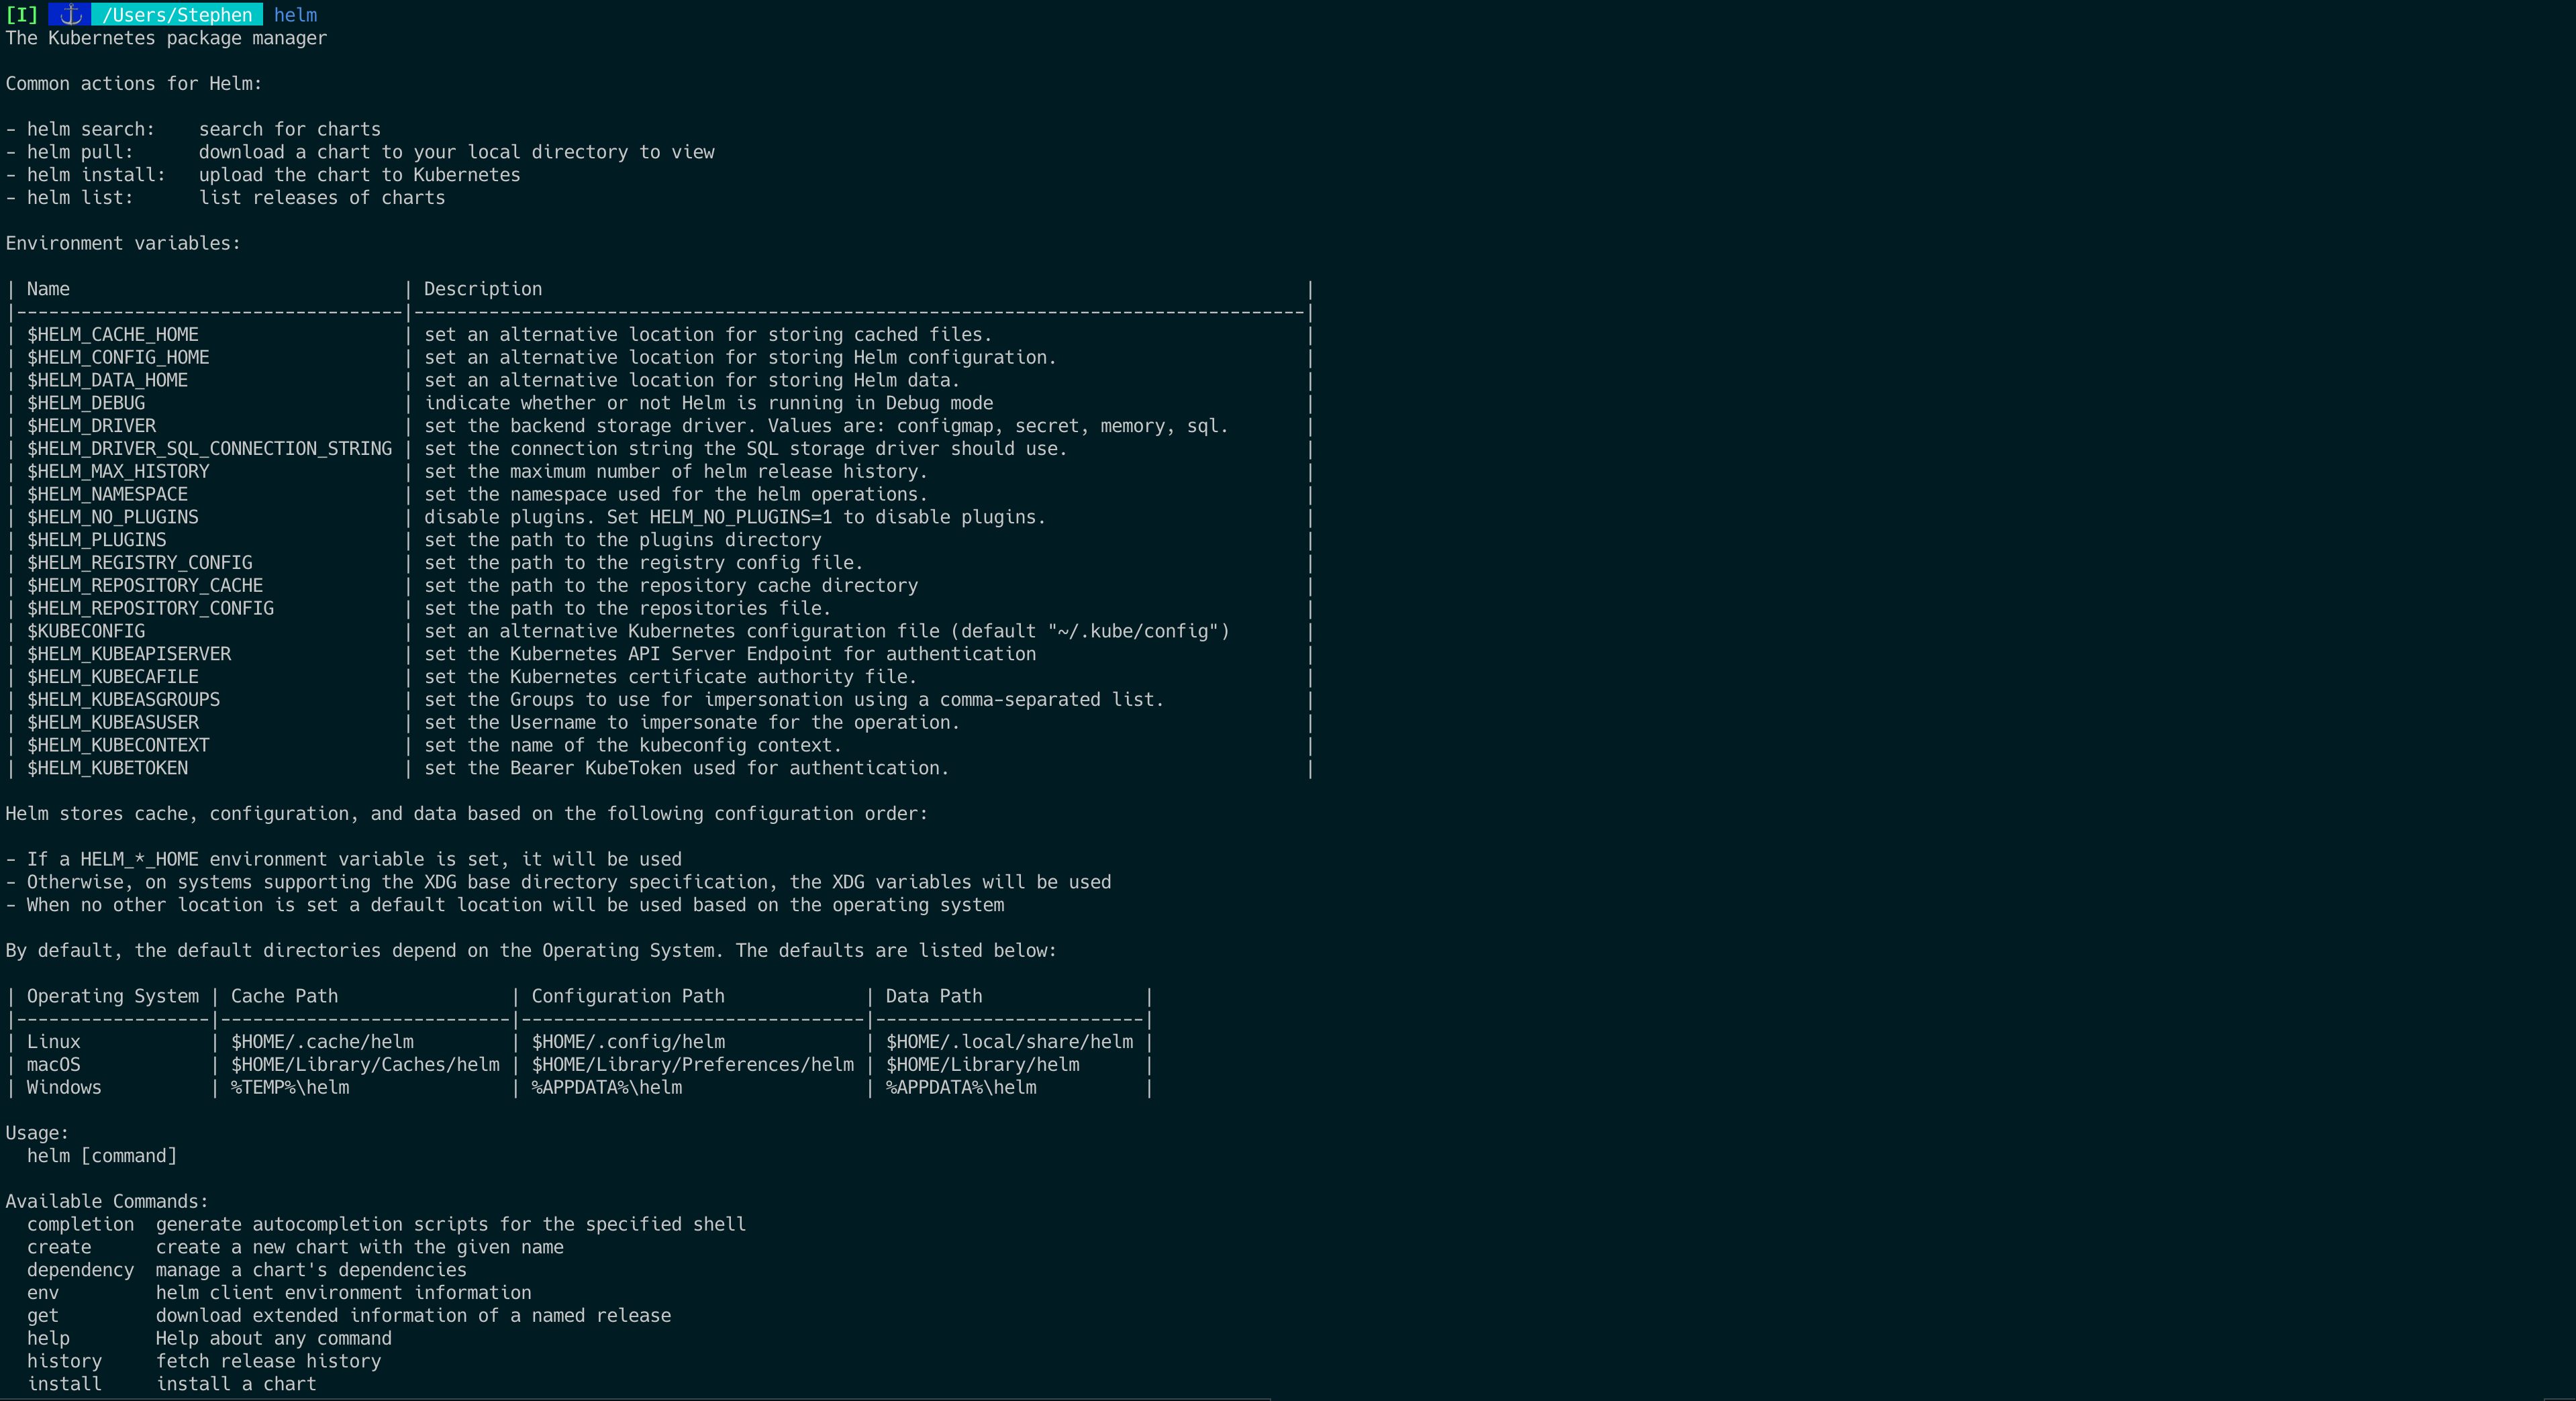 [I] ⚓ /Users/Stephen helm
The Kubernetes package manager

Common actions for Helm:

- helm search:    search for charts
- helm pull:      download a chart to your local directory to view
- helm install:   upload the chart to Kubernetes
- helm list:      list releases of charts

Environment variables:

| Name                               | Description                                                                       |
|------------------------------------|-----------------------------------------------------------------------------------|
| $HELM_CACHE_HOME                   | set an alternative location for storing cached files.                             |
| $HELM_CONFIG_HOME                  | set an alternative location for storing Helm configuration.                       |
| $HELM_DATA_HOME                    | set an alternative location for storing Helm data.                                |
| $HELM_DEBUG                        | indicate whether or not Helm is running in Debug mode                             |
| $HELM_DRIVER                       | set the backend storage driver. Values are: configmap, secret, memory, sql.       |
| $HELM_DRIVER_SQL_CONNECTION_STRING | set the connection string the SQL storage driver should use.                      |
| $HELM_MAX_HISTORY                  | set the maximum number of helm release history.                                   |
| $HELM_NAMESPACE                    | set the namespace used for the helm operations.                                   |
| $HELM_NO_PLUGINS                   | disable plugins. Set HELM_NO_PLUGINS=1 to disable plugins.                        |
| $HELM_PLUGINS                      | set the path to the plugins directory                                             |
| $HELM_REGISTRY_CONFIG              | set the path to the registry config file.                                         |
| $HELM_REPOSITORY_CACHE             | set the path to the repository cache directory                                    |
| $HELM_REPOSITORY_CONFIG            | set the path to the repositories file.                                            |
| $KUBECONFIG                        | set an alternative Kubernetes configuration file (default "~/.kube/config")       |
| $HELM_KUBEAPISERVER                | set the Kubernetes API Server Endpoint for authentication                         |
| $HELM_KUBECAFILE                   | set the Kubernetes certificate authority file.                                    |
| $HELM_KUBEASGROUPS                 | set the Groups to use for impersonation using a comma-separated list.             |
| $HELM_KUBEASUSER                   | set the Username to impersonate for the operation.                                |
| $HELM_KUBECONTEXT                  | set the name of the kubeconfig context.                                           |
| $HELM_KUBETOKEN                    | set the Bearer KubeToken used for authentication.                                 |

Helm stores cache, configuration, and data based on the following configuration order:

- If a HELM_*_HOME environment variable is set, it will be used
- Otherwise, on systems supporting the XDG base directory specification, the XDG variables will be used
- When no other location is set a default location will be used based on the operating system

By default, the default directories depend on the Operating System. The defaults are listed below:

| Operating System | Cache Path                | Configuration Path             | Data Path               |
|------------------|---------------------------|--------------------------------|-------------------------|
| Linux            | $HOME/.cache/helm         | $HOME/.config/helm             | $HOME/.local/share/helm |
| macOS            | $HOME/Library/Caches/helm | $HOME/Library/Preferences/helm | $HOME/Library/helm      |
| Windows          | %TEMP%\helm               | %APPDATA%\helm                 | %APPDATA%\helm          |

Usage:
  helm [command]

Available Commands:
  completion  generate autocompletion scripts for the specified shell
  create      create a new chart with the given name
  dependency  manage a chart's dependencies
  env         helm client environment information
  get         download extended information of a named release
  help        Help about any command
  history     fetch release history
  install     install a chart